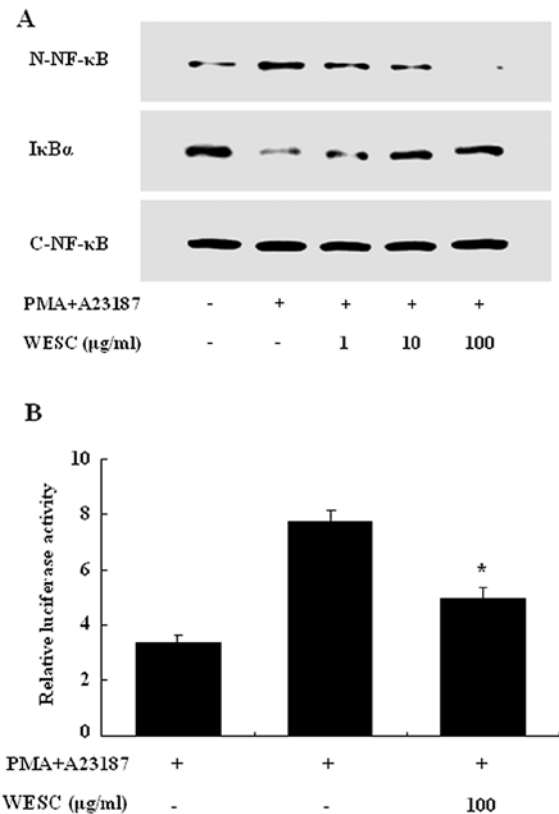 A
N-NF-κB
IκBα
C-NF-κB
PMA+A23187 - + + + +
WESC (µg/ml) - - 1 10 100
B
10
8
6
4
2
0
Relative luciferase activity
*
PMA+A23187 + + +
WESC (µg/ml) - - 100